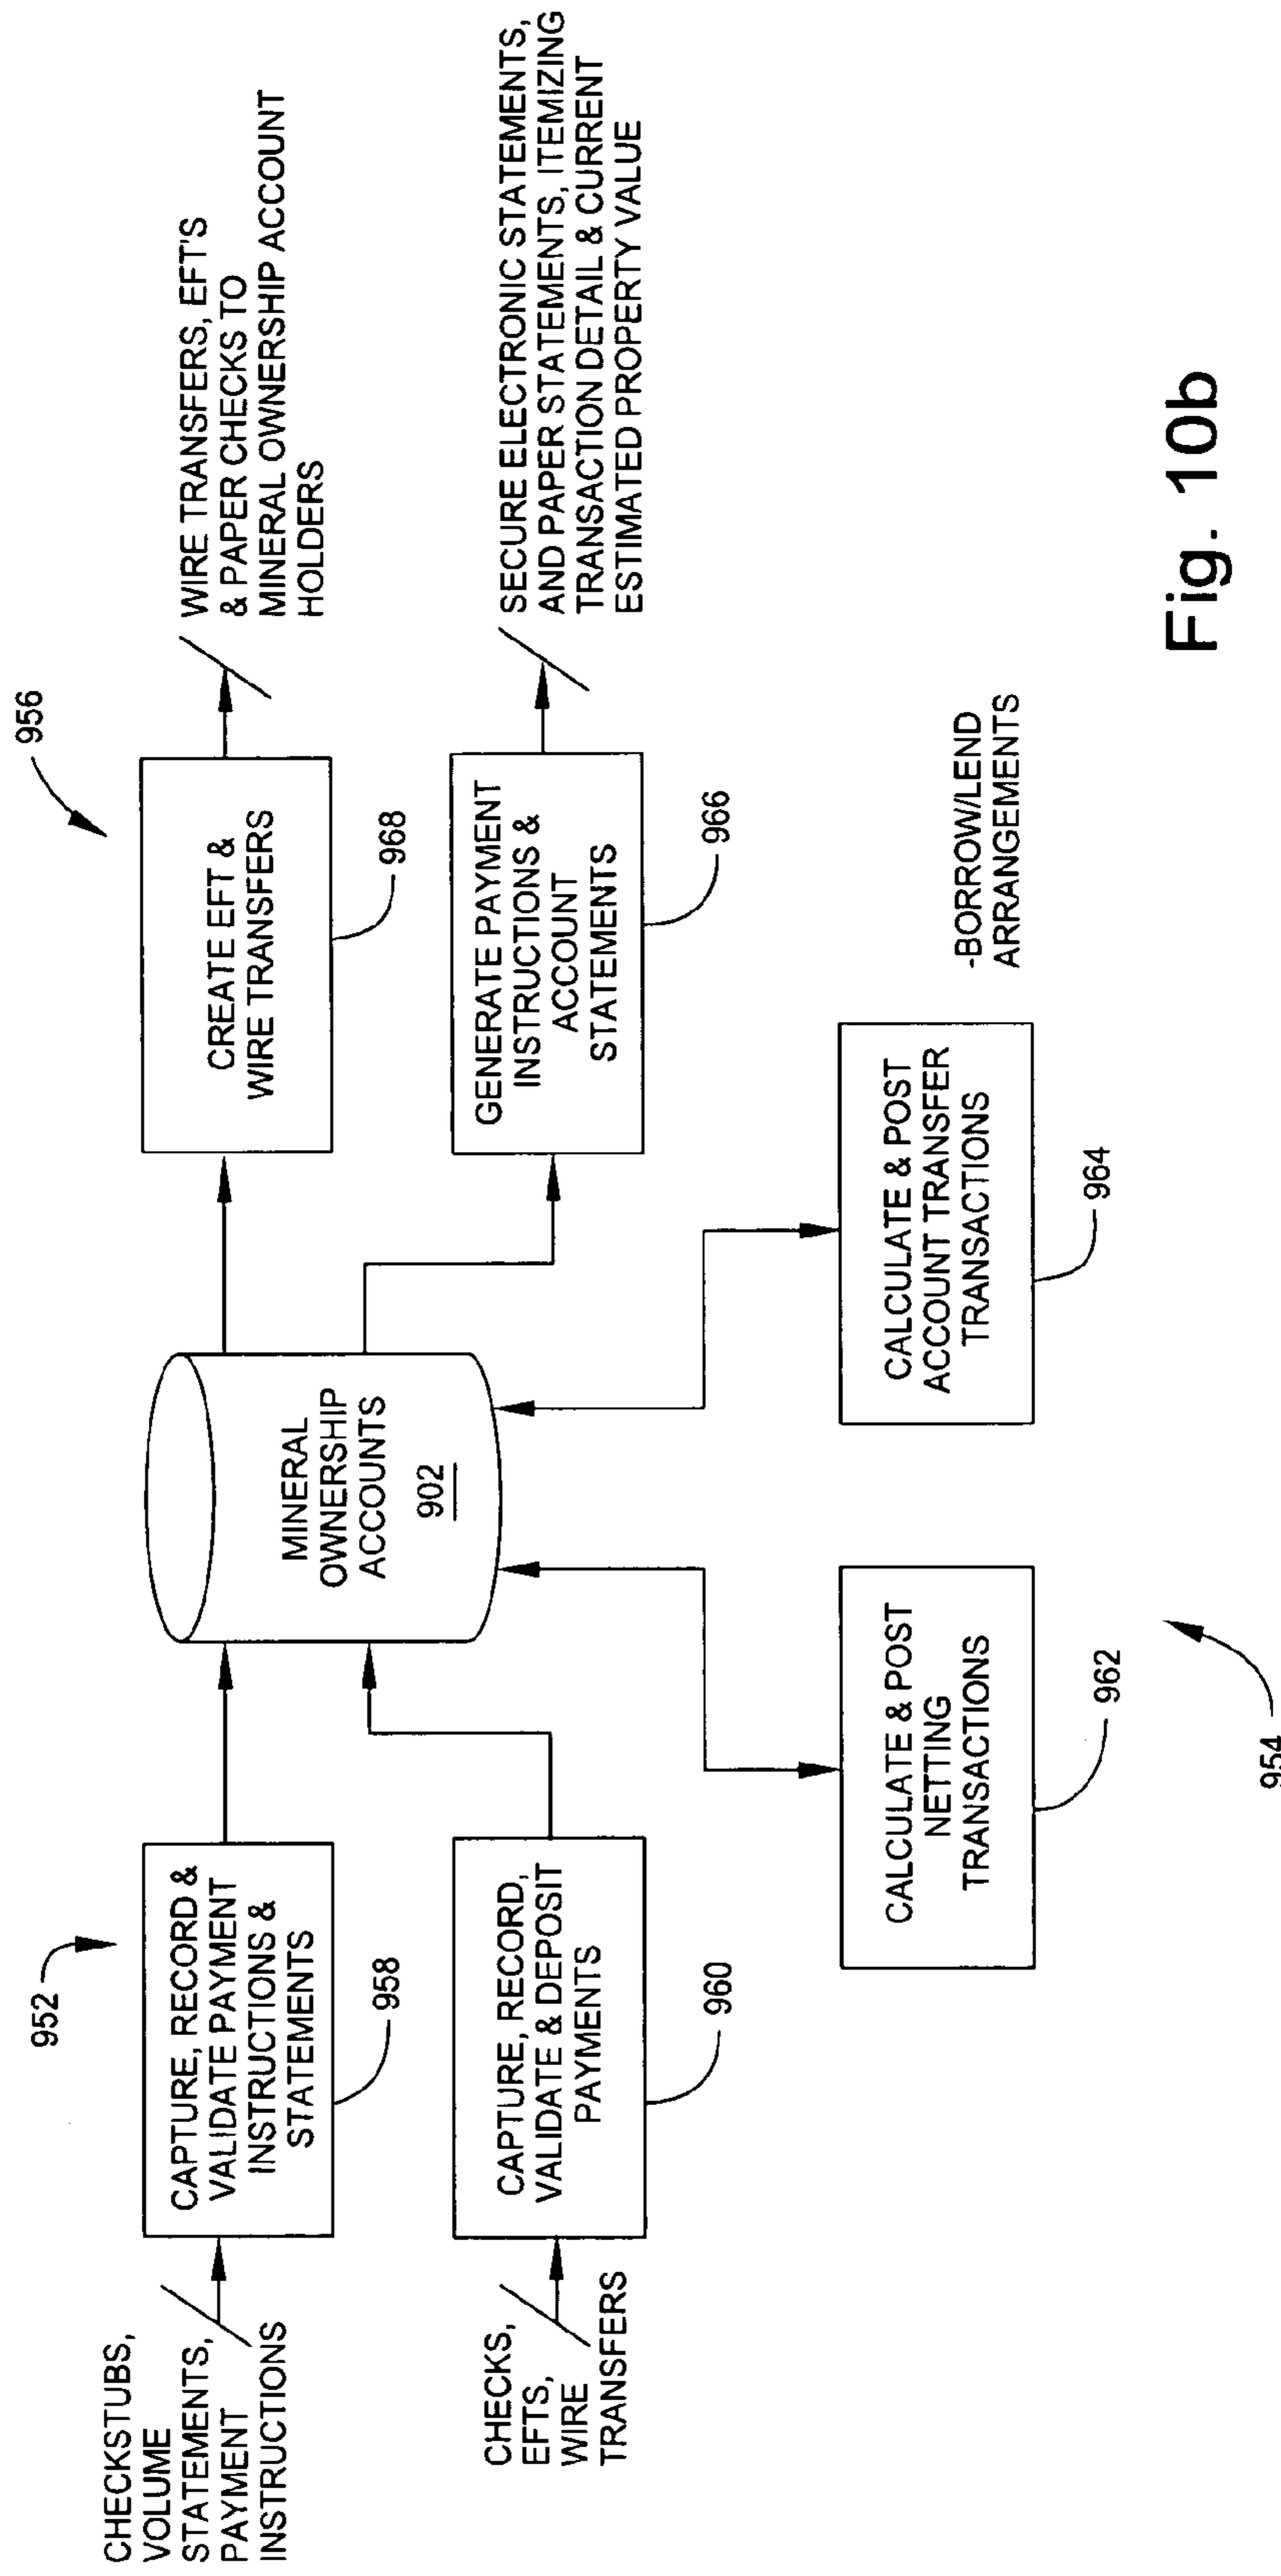 952
CHECKSTUBS,
VOLUME
STATEMENTS,
PAYMENT
INSTRUCTIONS
CAPTURE, RECORD &
VALIDATE PAYMENT
INSTRUCTIONS &
STATEMENTS
958
CHECKS,
EFTS,
WIRE
TRANSFERS
CAPTURE, RECORD,
VALIDATE & DEPOSIT
PAYMENTS
960
MINERAL
OWNERSHIP
ACCOUNTS
902
956
CREATE EFT &
WIRE TRANSFERS
968
WIRE TRANSFERS, EFT'S
& PAPER CHECKS TO
MINERAL OWNERSHIP ACCOUNT
HOLDERS
GENERATE PAYMENT
INSTRUCTIONS &
ACCOUNT
STATEMENTS
966
SECURE ELECTRONIC STATEMENTS,
AND PAPER STATEMENTS, ITEMIZING
TRANSACTION DETAIL & CURRENT
ESTIMATED PROPERTY VALUE
CALCULATE & POST
NETTING
TRANSACTIONS
962
954
CALCULATE & POST
ACCOUNT TRANSFER
TRANSACTIONS
964
-BORROW/LEND
ARRANGEMENTS
Fig. 10b